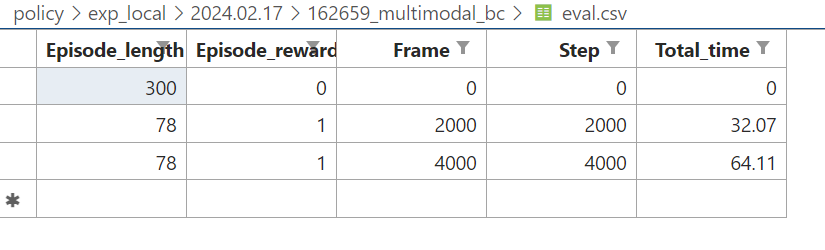 policy > exp_local > 2024.02.17 > 162659_multimodal_bc > eval.csv
Episode_length Episode_reward Frame Step Total_time
300 0 0 0 0
78 1 2000 2000 32.07
78 1 4000 4000 64.11
✱